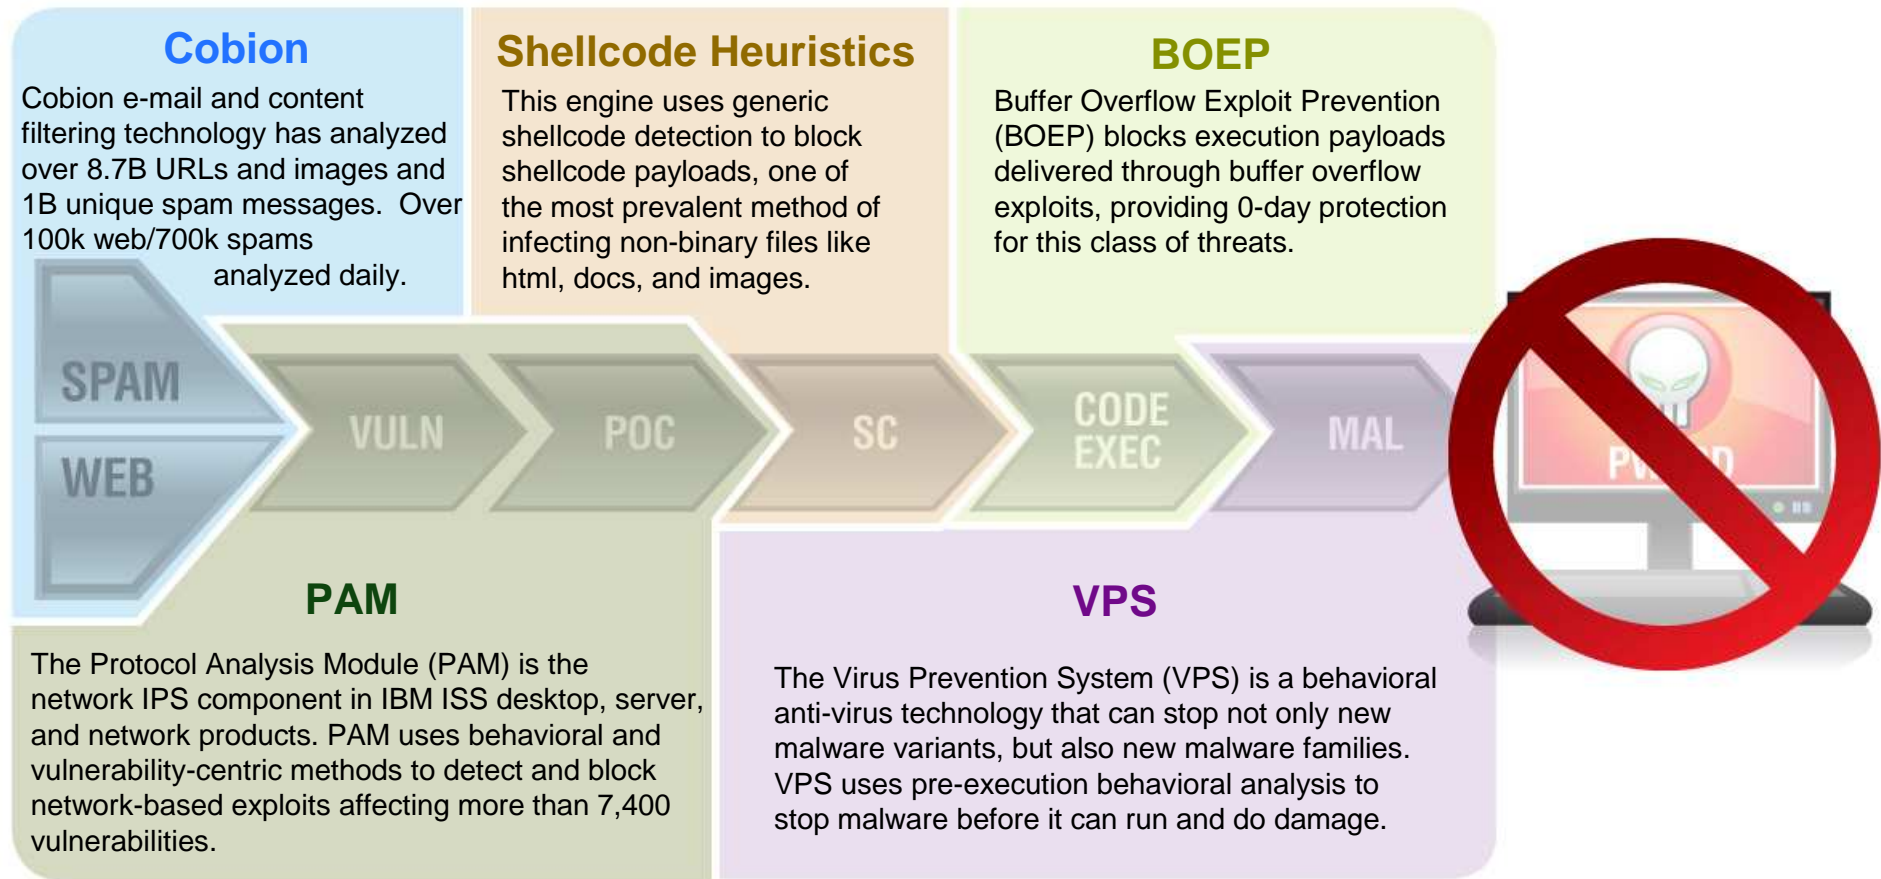 Cobion
Cobion e-mail and content
filtering technology has analyzed
over 8.7B URLs and images and
1B unique spam messages.  Over
100k web/700k spams
analyzed daily.
Shellcode Heuristics
This engine uses generic
shellcode detection to block
shellcode payloads, one of
the most prevalent method of
infecting non-binary files like
html, docs, and images.
BOEP
Buffer Overflow Exploit Prevention
(BOEP) blocks execution payloads
delivered through buffer overflow
exploits, providing 0-day protection
for this class of threats.
SPAM
WEB
VULN
POC
SC
CODE
EXEC
MAL
PAM
The Protocol Analysis Module (PAM) is the
network IPS component in IBM ISS desktop, server,
and network products. PAM uses behavioral and
vulnerability-centric methods to detect and block
network-based exploits affecting more than 7,400
vulnerabilities.
VPS
The Virus Prevention System (VPS) is a behavioral
anti-virus technology that can stop not only new
malware variants, but also new malware families.
VPS uses pre-execution behavioral analysis to
stop malware before it can run and do damage.